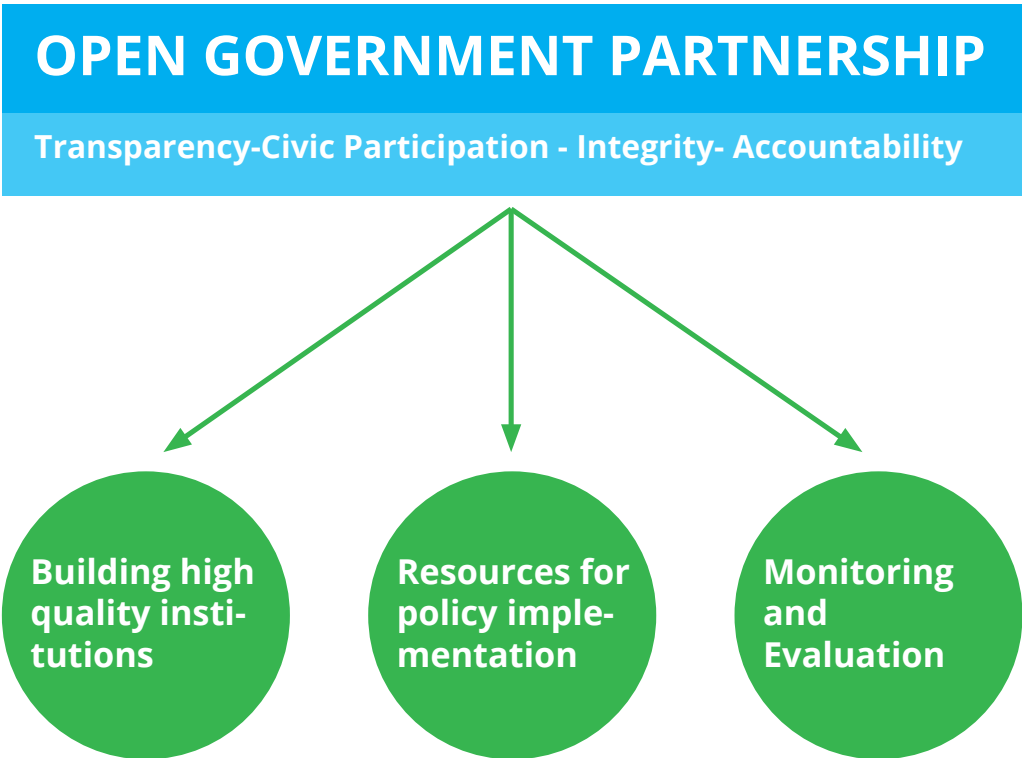 OPEN GOVERNMENT PARTNERSHIP
Transparency-Civic Participation - Integrity- Accountability
Building high
quality insti-
tutions
Resources for
policy imple-
mentation
Monitoring
and
Evaluation